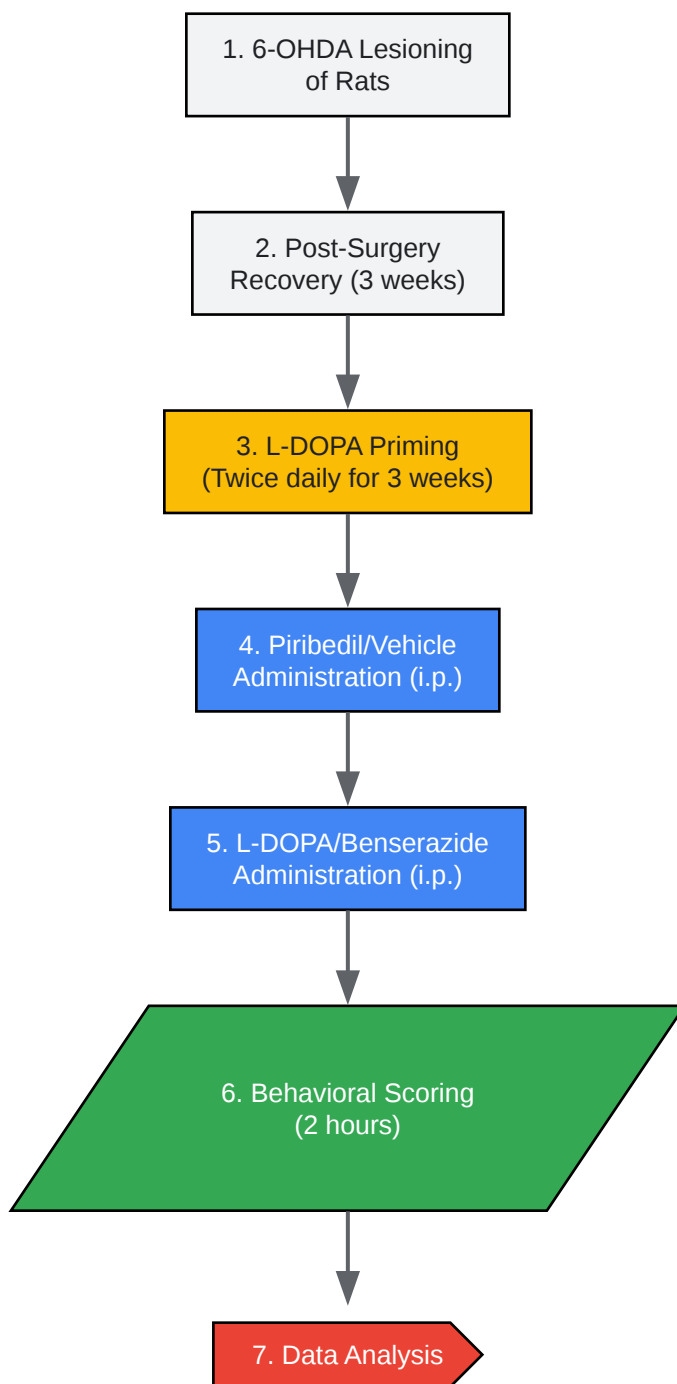 1. 6-OHDA Lesioning
of Rats
2. Post-Surgery
Recovery (3 weeks)
3. L-DOPA Priming
(Twice daily for 3 weeks)
4. Piribedil/Vehicle
Administration (i.p.)
5. L-DOPA/Benserazide
Administration (i.p.)
6. Behavioral Scoring
(2 hours)
7. Data Analysis